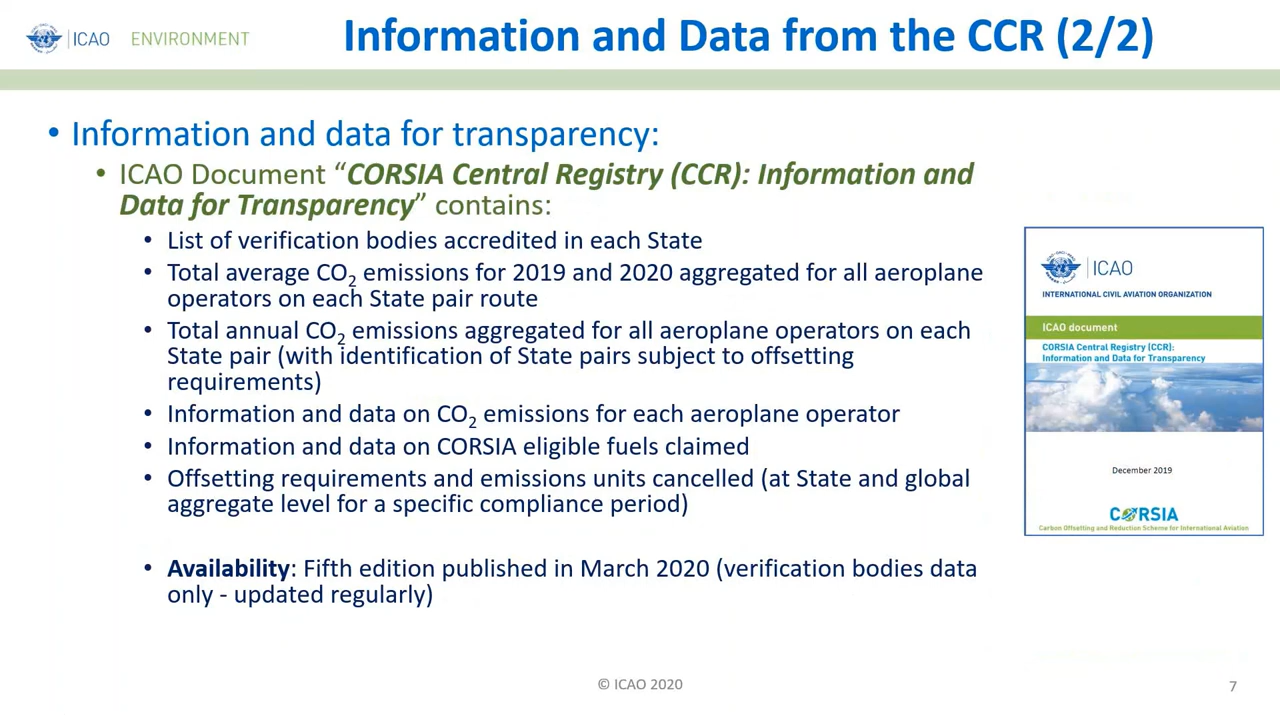 ICAO ENVIRONMENT
Information and Data from the CCR (2/2)
• Information and data for transparency:
• ICAO Document “CORSIA Central Registry (CCR): Information and
Data for Transparency” contains:
• List of verification bodies accredited in each State
• Total average CO2 emissions for 2019 and 2020 aggregated for all aeroplane
operators on each State pair route
• Total annual CO2 emissions aggregated for all aeroplane operators on each
State pair (with identification of State pairs subject to offsetting
requirements)
• Information and data on CO2 emissions for each aeroplane operator
• Information and data on CORSIA eligible fuels claimed
• Offsetting requirements and emissions units cancelled (at State and global
aggregate level for a specific compliance period)
• Availability: Fifth edition published in March 2020 (verification bodies data
only - updated regularly)
ICAO
INTERNATIONAL CIVIL AVIATION ORGANIZATION
ICAO document
CORSIA Central Registry (CCR):
Information and Data for Transparency
December 2019
CORSIA
Carbon Offsetting and Reduction Scheme for International Aviation
© ICAO 2020
7